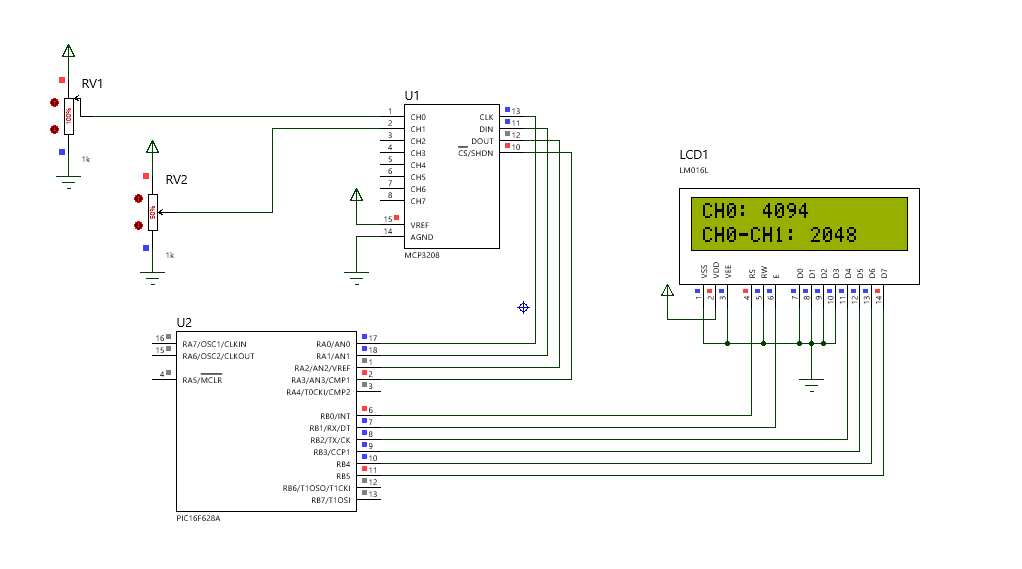 RV1
100%
1k
RV2
50%
1k
U1
1 CH0 CLK 13
2 CH1 DIN 11
3 CH2 DOUT 12
4 CH3 CS/SHDN 10
5 CH4
6 CH5
7 CH6
8 CH7
15 VREF
14 AGND
MCP3208
LCD1
LM016L
CH0: 4094
CH0-CH1: 2048
VSS VDD VEE RS RW E D0 D1 D2 D3 D4 D5 D6 D7
1 2 3 4 5 6 7 8 9 10 11 12 13 14
U2
16 RA7/OSC1/CLKIN RA0/AN0 17
15 RA6/OSC2/CLKOUT RA1/AN1 18
RA2/AN2/VREF 1
4 RA5/MCLR RA3/AN3/CMP1 2
RA4/T0CKI/CMP2 3
RB0/INT 6
RB1/RX/DT 7
RB2/TX/CK 8
RB3/CCP1 9
RB4 10
RB5 11
RB6/T1OSO/T1CKI 12
RB7/T1OSI 13
PIC16F628A